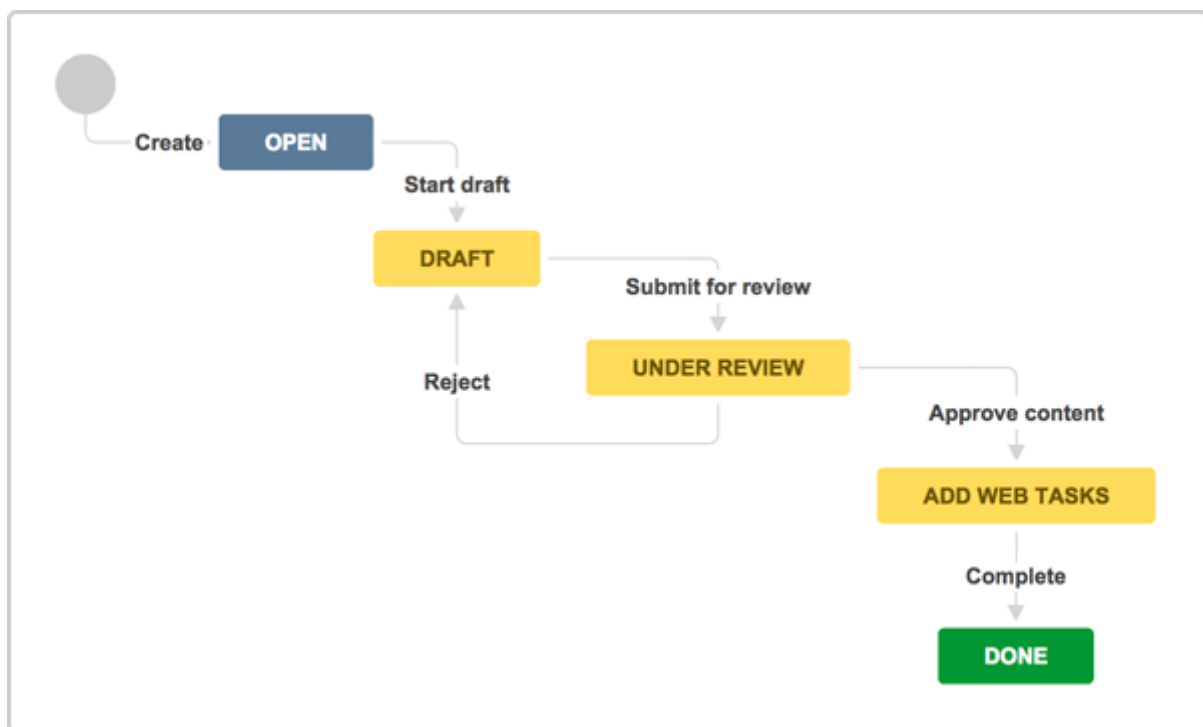 Create
OPEN
Start draft
DRAFT
Submit for review
UNDER REVIEW
Reject
Approve content
ADD WEB TASKS
Complete
DONE